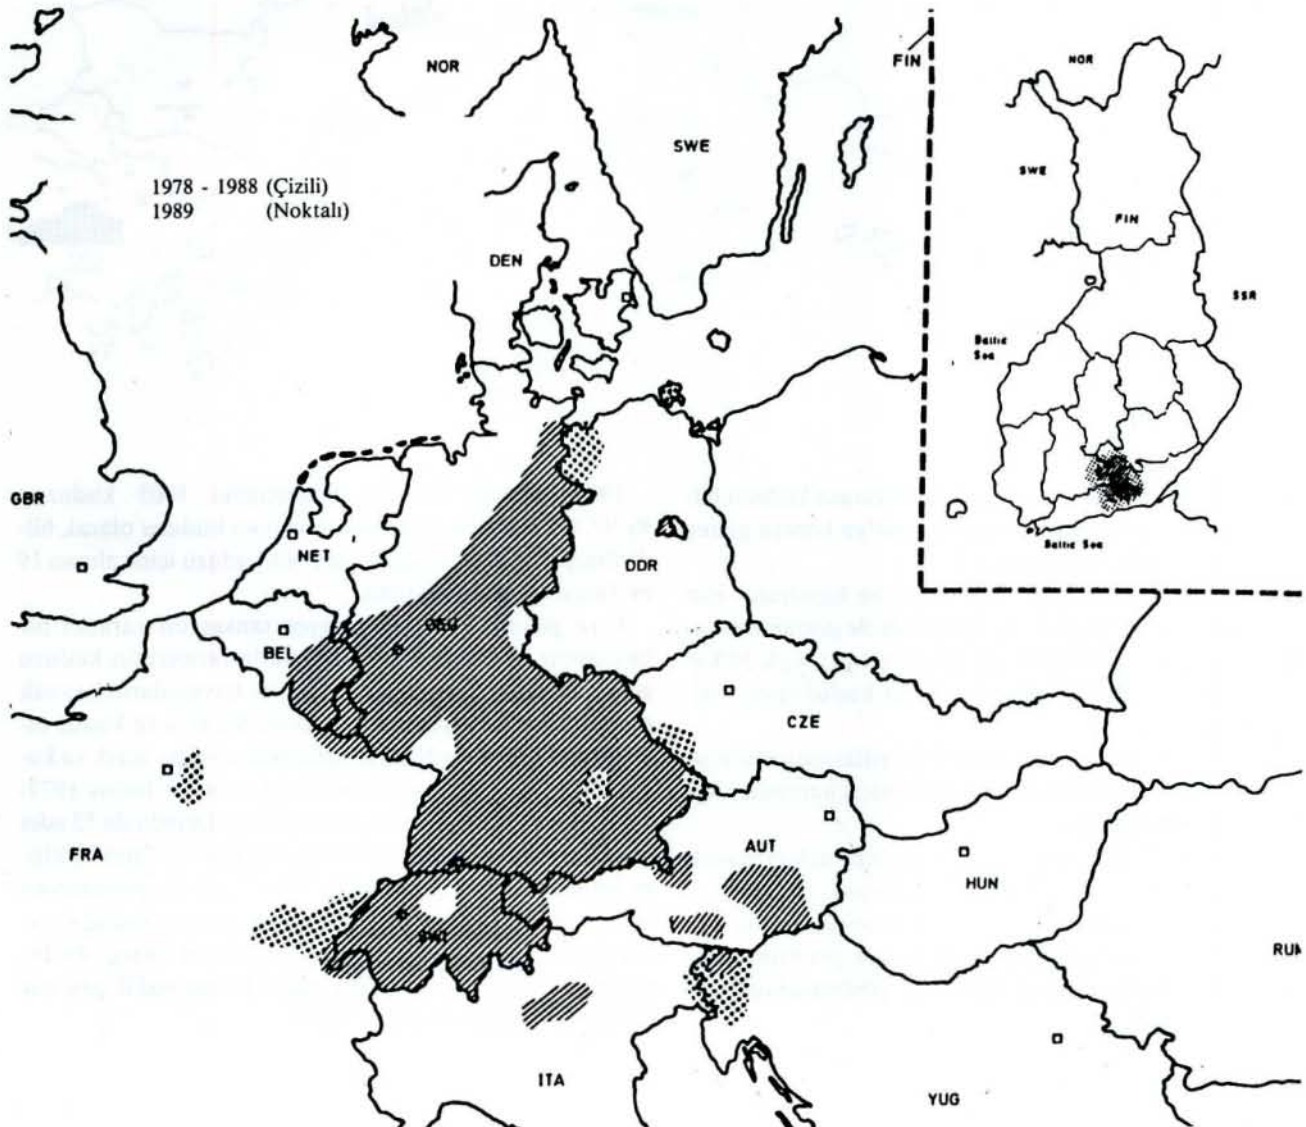 NOR
FIN
NOR
SWE
SWE
1978 - 1988 (Çizili)
1989 (Noktalı)
FIN
DEN
SSR
Baltic
Sea
GBR
Baltic Sea
NET
DDR
BEL
CZE
FRA
AUT
HUN
SWI
RUM
ITA
YUG